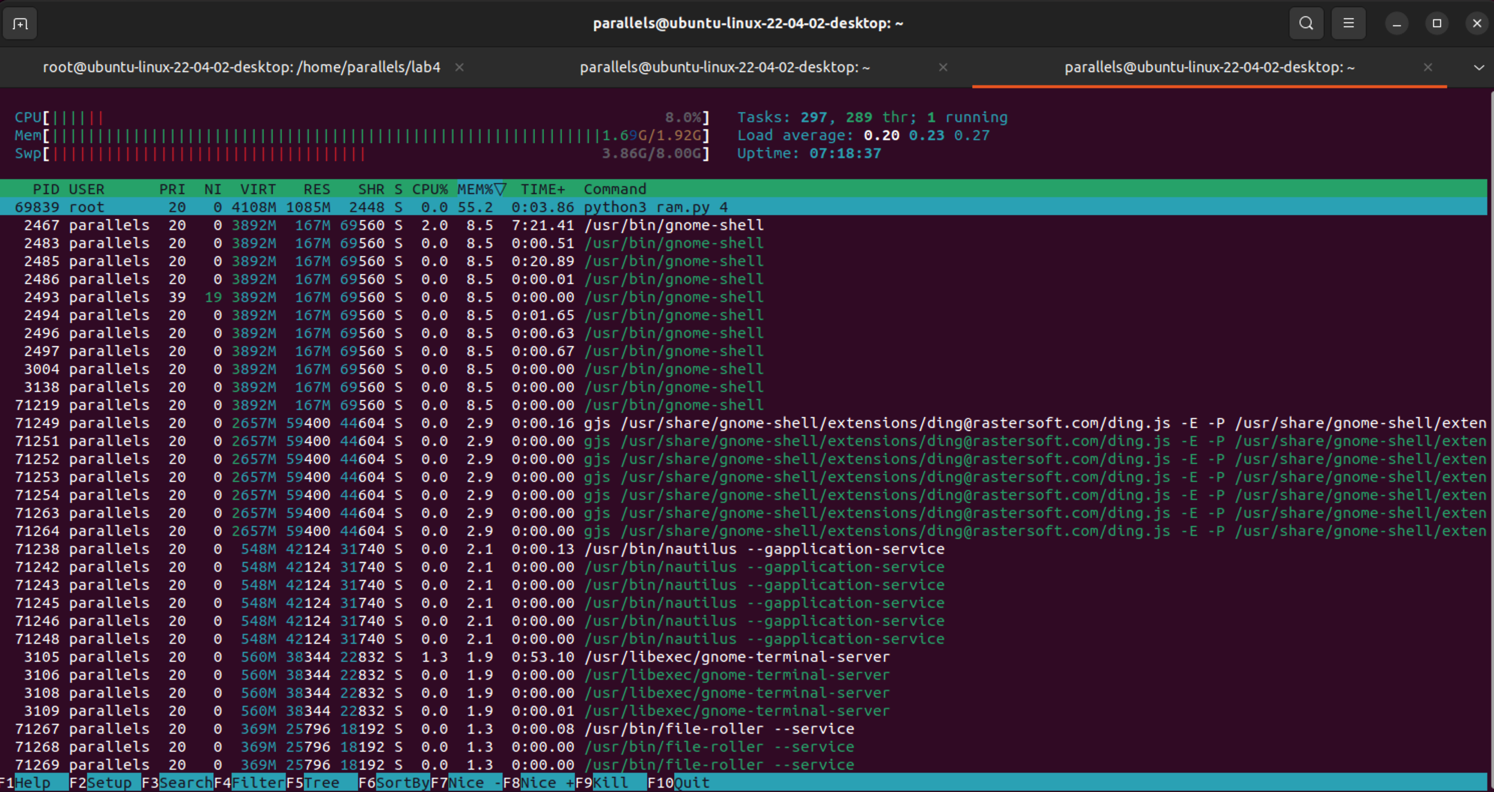 parallels@ubuntu-linux-22-04-02-desktop: ~
root@ubuntu-linux-22-04-02-desktop: /home/parallels/lab4 × parallels@ubuntu-linux-22-04-02-desktop: ~ × parallels@ubuntu-linux-22-04-02-desktop: ~ ×
CPU[|||||| 8.0%] Tasks: 297, 289 thr; 1 running
Mem[|||||||||||||||||||||||||||||||||||||||||||||||||||||||||||||1.69G/1.92G] Load average: 0.20 0.23 0.27
Swp[||||||||||||||||||||||||||||||||||| 3.86G/8.00G] Uptime: 07:18:37
PID USER PRI NI VIRT RES SHR S CPU% MEM%▽ TIME+ Command
69839 root 20 0 4108M 1085M 2448 S 0.0 55.2 0:03.86 python3 ram.py 4
2467 parallels 20 0 3892M 167M 69560 S 2.0 8.5 7:21.41 /usr/bin/gnome-shell
2483 parallels 20 0 3892M 167M 69560 S 0.0 8.5 0:00.51 /usr/bin/gnome-shell
2485 parallels 20 0 3892M 167M 69560 S 0.0 8.5 0:20.89 /usr/bin/gnome-shell
2486 parallels 20 0 3892M 167M 69560 S 0.0 8.5 0:00.01 /usr/bin/gnome-shell
2493 parallels 39 19 3892M 167M 69560 S 0.0 8.5 0:00.00 /usr/bin/gnome-shell
2494 parallels 20 0 3892M 167M 69560 S 0.0 8.5 0:01.65 /usr/bin/gnome-shell
2496 parallels 20 0 3892M 167M 69560 S 0.0 8.5 0:00.63 /usr/bin/gnome-shell
2497 parallels 20 0 3892M 167M 69560 S 0.0 8.5 0:00.67 /usr/bin/gnome-shell
3004 parallels 20 0 3892M 167M 69560 S 0.0 8.5 0:00.00 /usr/bin/gnome-shell
3138 parallels 20 0 3892M 167M 69560 S 0.0 8.5 0:00.00 /usr/bin/gnome-shell
71219 parallels 20 0 3892M 167M 69560 S 0.0 8.5 0:00.00 /usr/bin/gnome-shell
71249 parallels 20 0 2657M 59400 44604 S 0.0 2.9 0:00.16 gjs /usr/share/gnome-shell/extensions/ding@rastersoft.com/ding.js -E -P /usr/share/gnome-shell/exten
71251 parallels 20 0 2657M 59400 44604 S 0.0 2.9 0:00.00 gjs /usr/share/gnome-shell/extensions/ding@rastersoft.com/ding.js -E -P /usr/share/gnome-shell/exten
71252 parallels 20 0 2657M 59400 44604 S 0.0 2.9 0:00.00 gjs /usr/share/gnome-shell/extensions/ding@rastersoft.com/ding.js -E -P /usr/share/gnome-shell/exten
71253 parallels 20 0 2657M 59400 44604 S 0.0 2.9 0:00.00 gjs /usr/share/gnome-shell/extensions/ding@rastersoft.com/ding.js -E -P /usr/share/gnome-shell/exten
71254 parallels 20 0 2657M 59400 44604 S 0.0 2.9 0:00.00 gjs /usr/share/gnome-shell/extensions/ding@rastersoft.com/ding.js -E -P /usr/share/gnome-shell/exten
71263 parallels 20 0 2657M 59400 44604 S 0.0 2.9 0:00.00 gjs /usr/share/gnome-shell/extensions/ding@rastersoft.com/ding.js -E -P /usr/share/gnome-shell/exten
71264 parallels 20 0 2657M 59400 44604 S 0.0 2.9 0:00.00 gjs /usr/share/gnome-shell/extensions/ding@rastersoft.com/ding.js -E -P /usr/share/gnome-shell/exten
71238 parallels 20 0 548M 42124 31740 S 0.0 2.1 0:00.13 /usr/bin/nautilus --gapplication-service
71242 parallels 20 0 548M 42124 31740 S 0.0 2.1 0:00.00 /usr/bin/nautilus --gapplication-service
71243 parallels 20 0 548M 42124 31740 S 0.0 2.1 0:00.00 /usr/bin/nautilus --gapplication-service
71245 parallels 20 0 548M 42124 31740 S 0.0 2.1 0:00.00 /usr/bin/nautilus --gapplication-service
71246 parallels 20 0 548M 42124 31740 S 0.0 2.1 0:00.00 /usr/bin/nautilus --gapplication-service
71248 parallels 20 0 548M 42124 31740 S 0.0 2.1 0:00.00 /usr/bin/nautilus --gapplication-service
3105 parallels 20 0 560M 38344 22832 S 1.3 1.9 0:53.10 /usr/libexec/gnome-terminal-server
3106 parallels 20 0 560M 38344 22832 S 0.0 1.9 0:00.00 /usr/libexec/gnome-terminal-server
3108 parallels 20 0 560M 38344 22832 S 0.0 1.9 0:00.00 /usr/libexec/gnome-terminal-server
3109 parallels 20 0 560M 38344 22832 S 0.0 1.9 0:00.01 /usr/libexec/gnome-terminal-server
71267 parallels 20 0 369M 25796 18192 S 0.0 1.3 0:00.08 /usr/bin/file-roller --service
71268 parallels 20 0 369M 25796 18192 S 0.0 1.3 0:00.00 /usr/bin/file-roller --service
71269 parallels 20 0 369M 25796 18192 S 0.0 1.3 0:00.00 /usr/bin/file-roller --service
F1Help F2Setup F3SearchF4FilterF5Tree F6SortByF7Nice -F8Nice +F9Kill F10Quit